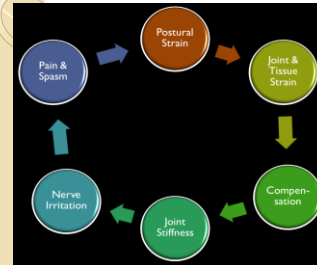 Postural
Strain
Joint &
Tissue
Strain
Compen-
sation
Joint
Stiffness
Nerve
Irritation
Pain &
Spasm